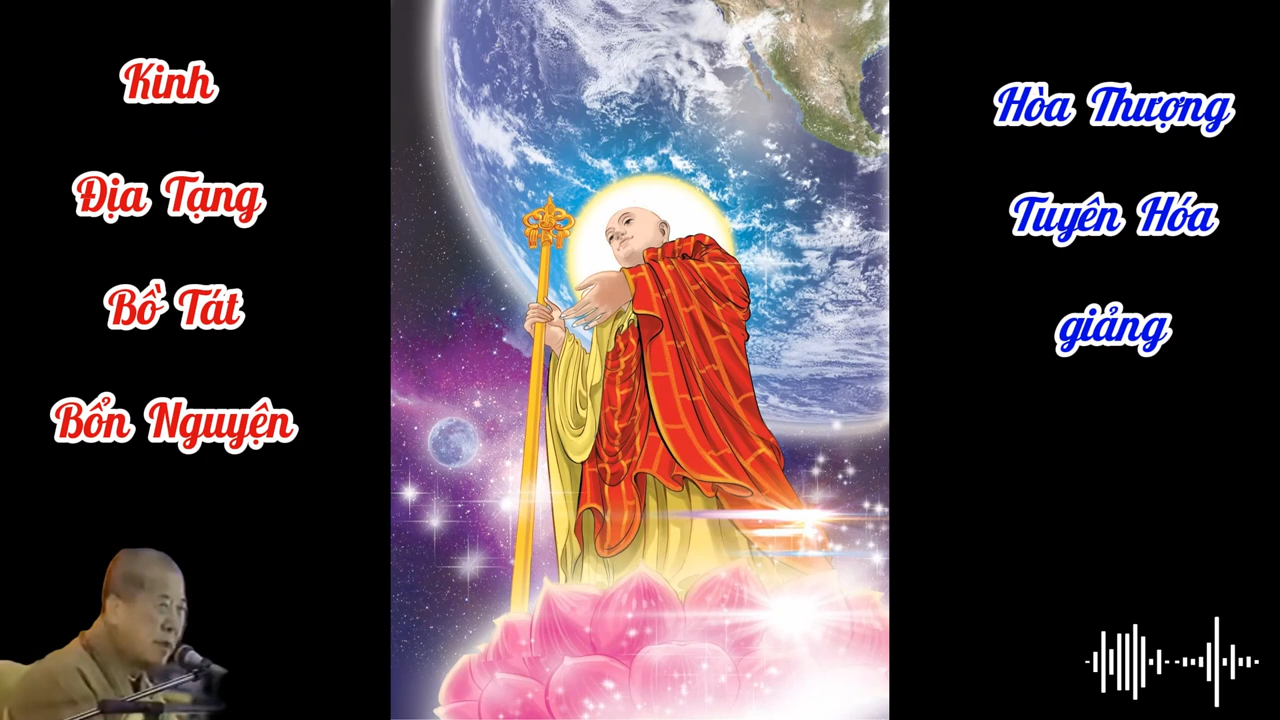 Kinh
Địa Tạng
Bồ Tát
Bổn Nguyện
Hòa Thượng
Tuyên Hóa
giảng